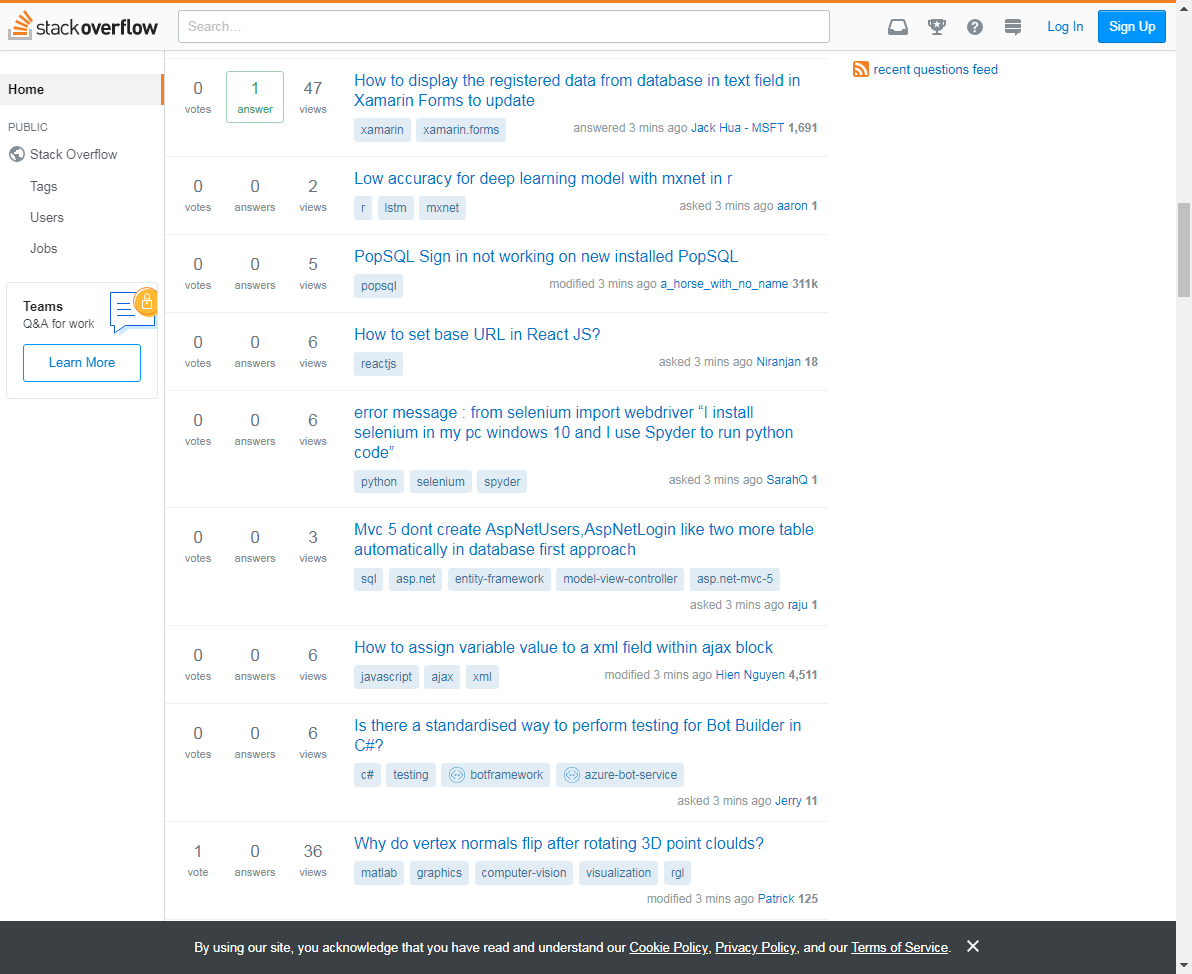 stackoverflow
Search...
Log In
Sign Up
Home
PUBLIC
Stack Overflow
Tags
Users
Jobs
Teams
Q&A for work
Learn More
0 votes 1 answer 47 views
How to display the registered data from database in text field in
Xamarin Forms to update
xamarin xamarin.forms
answered 3 mins ago Jack Hua - MSFT 1,691
0 votes 0 answers 2 views
Low accuracy for deep learning model with mxnet in r
r lstm mxnet
asked 3 mins ago aaron 1
0 votes 0 answers 5 views
PopSQL Sign in not working on new installed PopSQL
popsql
modified 3 mins ago a_horse_with_no_name 311k
0 votes 0 answers 6 views
How to set base URL in React JS?
reactjs
asked 3 mins ago Niranjan 18
0 votes 0 answers 6 views
error message : from selenium import webdriver “I install
selenium in my pc windows 10 and I use Spyder to run python
code”
python selenium spyder
asked 3 mins ago SarahQ 1
0 votes 0 answers 3 views
Mvc 5 dont create AspNetUsers,AspNetLogin like two more table
automatically in database first approach
sql asp.net entity-framework model-view-controller asp.net-mvc-5
asked 3 mins ago raju 1
0 votes 0 answers 6 views
How to assign variable value to a xml field within ajax block
javascript ajax xml
modified 3 mins ago Hien Nguyen 4,511
0 votes 0 answers 6 views
Is there a standardised way to perform testing for Bot Builder in
C#?
c# testing botframework azure-bot-service
asked 3 mins ago Jerry 11
1 vote 0 answers 36 views
Why do vertex normals flip after rotating 3D point cloulds?
matlab graphics computer-vision visualization rgl
modified 3 mins ago Patrick 125
recent questions feed
By using our site, you acknowledge that you have read and understand our Cookie Policy, Privacy Policy, and our Terms of Service.